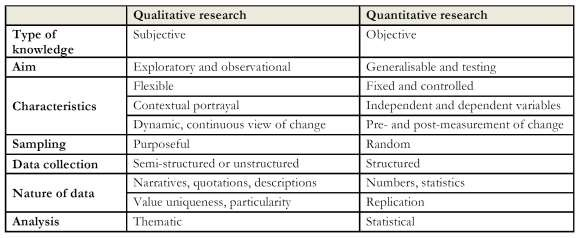 Qualitative research Quantitative research
Type of knowledge Subjective Objective
Aim Exploratory and observational Generalisable and testing
Characteristics Flexible Fixed and controlled
Contextual portrayal Independent and dependent variables
Dynamic, continuous view of change Pre- and post-measurement of change
Sampling Purposeful Random
Data collection Semi-structured or unstructured Structured
Nature of data Narratives, quotations, descriptions Numbers, statistics
Value uniqueness, particularity Replication
Analysis Thematic Statistical